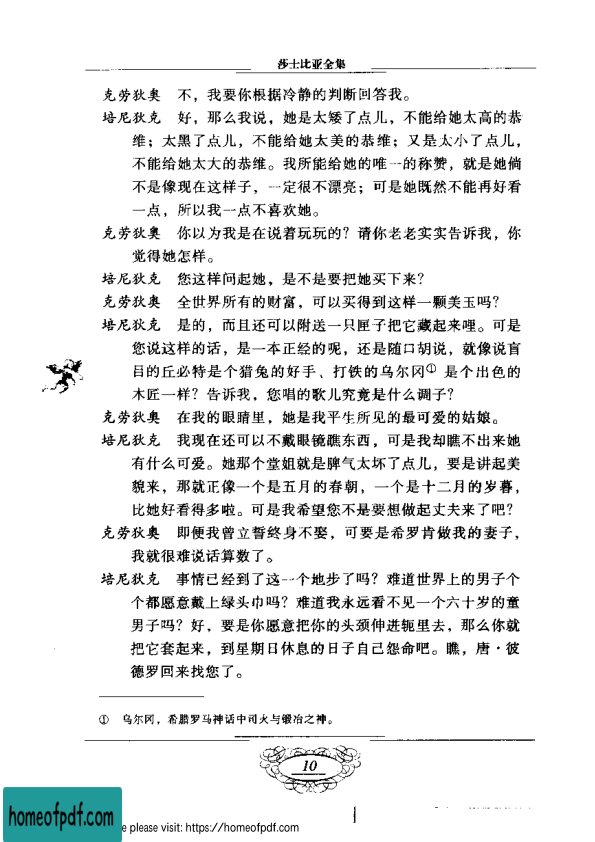 莎士比亚全集
克劳狄奥 不，我要你根据冷静的判断回答我。
培尼狄克 好，那么我说，她是太矮了点儿，不能给她太高的恭
维；太黑了点儿，不能给她太美的恭维；又是太小了点儿，
不能给她太大的恭维。我所能给她的唯一的称赞，就是她倘
不是像现在这样子，一定很不漂亮；可是她既然不能再好看
一点，所以我一点不喜欢她。
克劳狄奥 你以为我是在说着玩玩的？请你老老实实告诉我，你
觉得她怎样。
培尼狄克 您这样问起她，是不是要把她买下来？
克劳狄奥 全世界所有的财富，可以买得到这样一颗美玉吗？
培尼狄克 是的，而且还可以附送一只匣子把它藏起来哩。可是
您说这样的话，是一本正经的呢，还是随口胡说，就像说盲
目的丘必特是个猎兔的好手、打铁的乌尔冈① 是个出色的
木匠一样？告诉我，您唱的歌儿究竟是什么调子？
克劳狄奥 在我的眼睛里，她是我平生所见的最可爱的姑娘。
培尼狄克 我现在还可以不戴眼镜瞧东西，可是我却瞧不出来她
有什么可爱。她那个堂姐就是脾气太坏了点儿，要是讲起美
貌来，那就正像一个是五月的春朝，一个是十二月的岁暮，
比她好看得多啦。可是我希望您不是要想做起丈夫来了吧？
克劳狄奥 即便我曾立誓终身不娶，可要是希罗肯做我的妻子，
我就很难说话算数了。
培尼狄克 事情已经到了这一个地步了吗？难道世界上的男子个
个都愿意戴上绿头巾吗？难道我永远看不见一个六十岁的童
男子吗？好，要是你愿意把你的头颈伸进轭里去，那么你就
把它套起来，到星期日休息的日子自己怨命吧。瞧，唐·彼
德罗回来找您了。
① 乌尔冈，希腊罗马神话中司火与锻冶之神。
10
homeofpdf.com
e please visit: https://homeofpdf.com